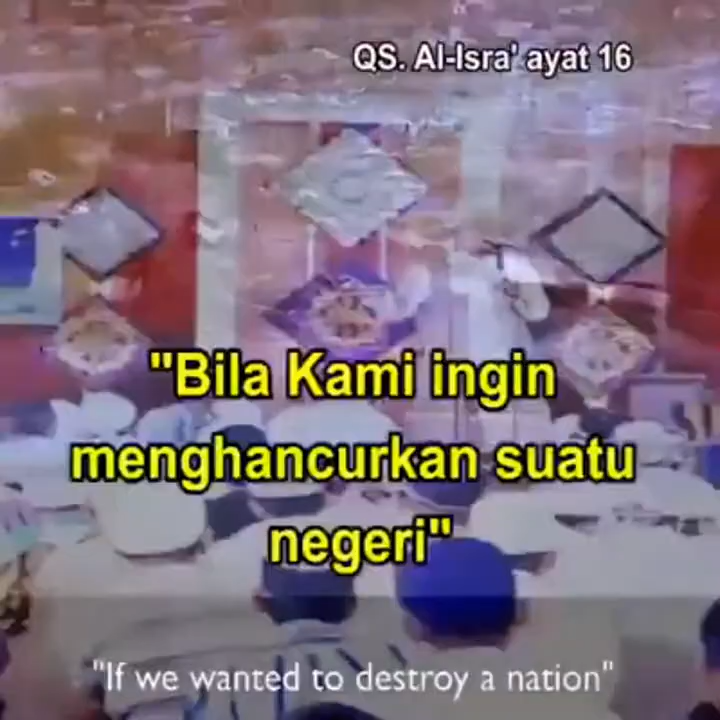 QS. Al-Isra' ayat 16
"Bila Kami ingin
menghancurkan suatu
negeri"
"If we wanted to destroy a nation"